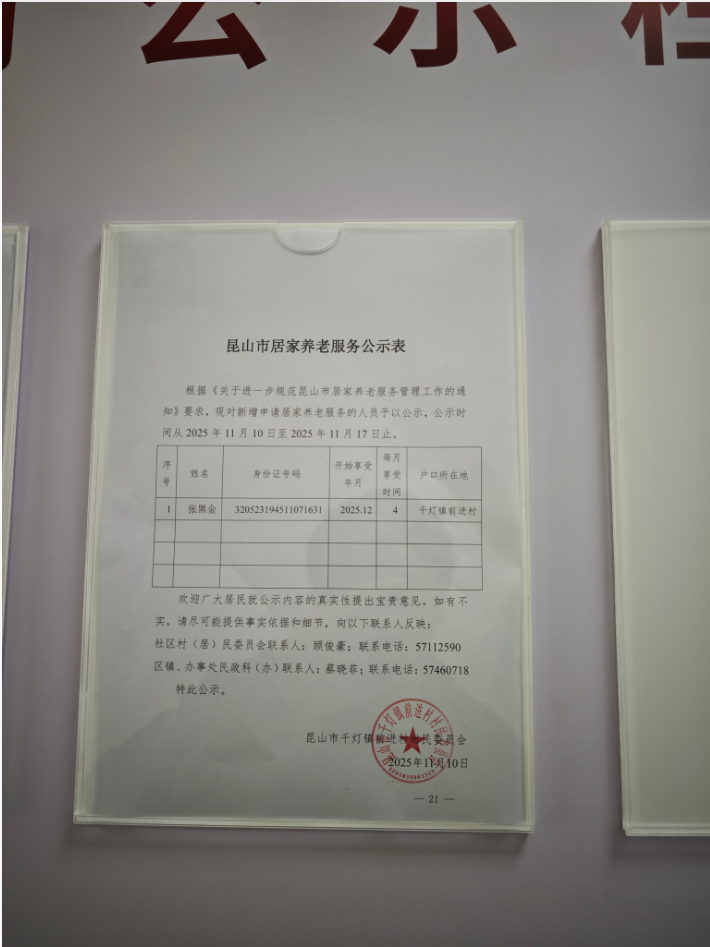 公示栏
昆山市居家养老服务公示表
根据《关于进一步规范昆山市居家养老服务管理工作的通
知》要求，现对新增申请居家养老服务的人员予以公示，公示时
间从 2025 年 11 月 10 日至 2025 年 11 月 17 日止。
序号 姓名 身份证号码 开始享受年月 每月享受时间 户口所在地
1 张黑金 320523194511071631 2025.12 4 千灯镇前进村
欢迎广大居民就公示内容的真实性提出宝贵意见。如有不
实，请尽可能提供事实依据和细节，向以下联系人反映：
社区村（居）民委员会联系人：顾俊豪；联系电话：57112590
区镇、办事处民政科（办）联系人：蔡晓菲；联系电话：57460718
特此公示。
昆山市千灯镇前进村村民委员会
2025年11月10日
— 21 —